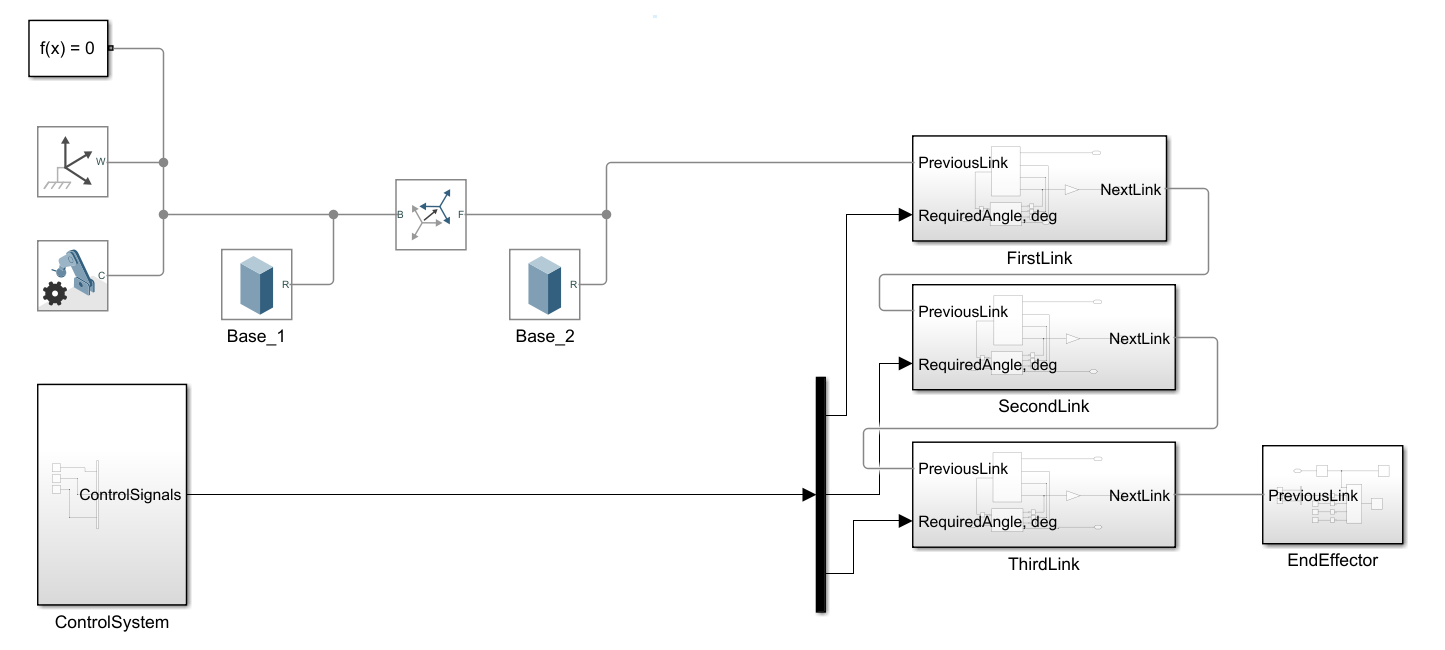 f(x) = 0
W
C
R
Base_1
B
F
R
Base_2
PreviousLink
NextLink
RequiredAngle, deg
FirstLink
PreviousLink
NextLink
RequiredAngle, deg
SecondLink
PreviousLink
NextLink
RequiredAngle, deg
ThirdLink
PreviousLink
EndEffector
ControlSignals
ControlSystem